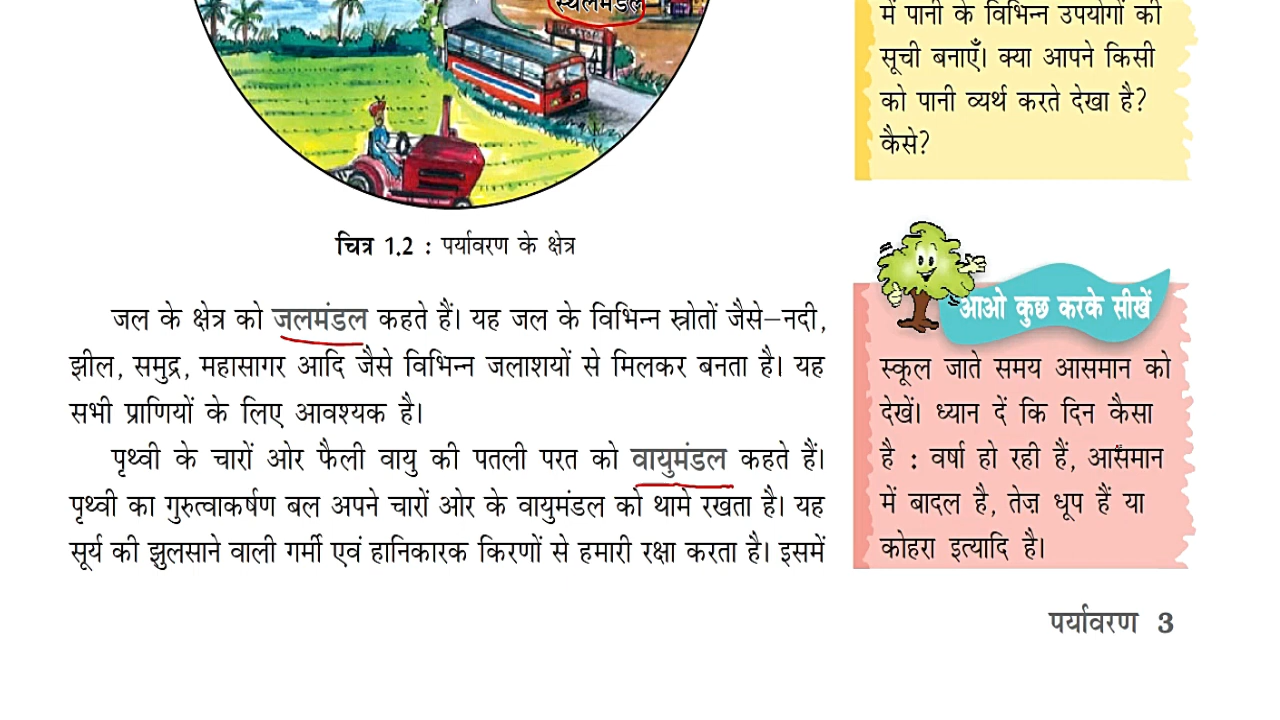 स्थलमंडल
में पानी के विभिन्न उपयोगों की
सूची बनाएँ। क्या आपने किसी
को पानी व्यर्थ करते देखा है?
कैसे?
चित्र 1.2 : पर्यावरण के क्षेत्र
जल के क्षेत्र को जलमंडल कहते हैं। यह जल के विभिन्न स्रोतों जैसे–नदी,
झील, समुद्र, महासागर आदि जैसे विभिन्न जलाशयों से मिलकर बनता है। यह
सभी प्राणियों के लिए आवश्यक है।
पृथ्वी के चारों ओर फैली वायु की पतली परत को वायुमंडल कहते हैं।
पृथ्वी का गुरुत्वाकर्षण बल अपने चारों ओर के वायुमंडल को थामे रखता है। यह
सूर्य की झुलसाने वाली गर्मी एवं हानिकारक किरणों से हमारी रक्षा करता है। इसमें
आओ कुछ करके सीखें
स्कूल जाते समय आसमान को
देखें। ध्यान दें कि दिन कैसा
है : वर्षा हो रही हैं, आसमान
में बादल है, तेज़ धूप हैं या
कोहरा इत्यादि है।
पर्यावरण 3